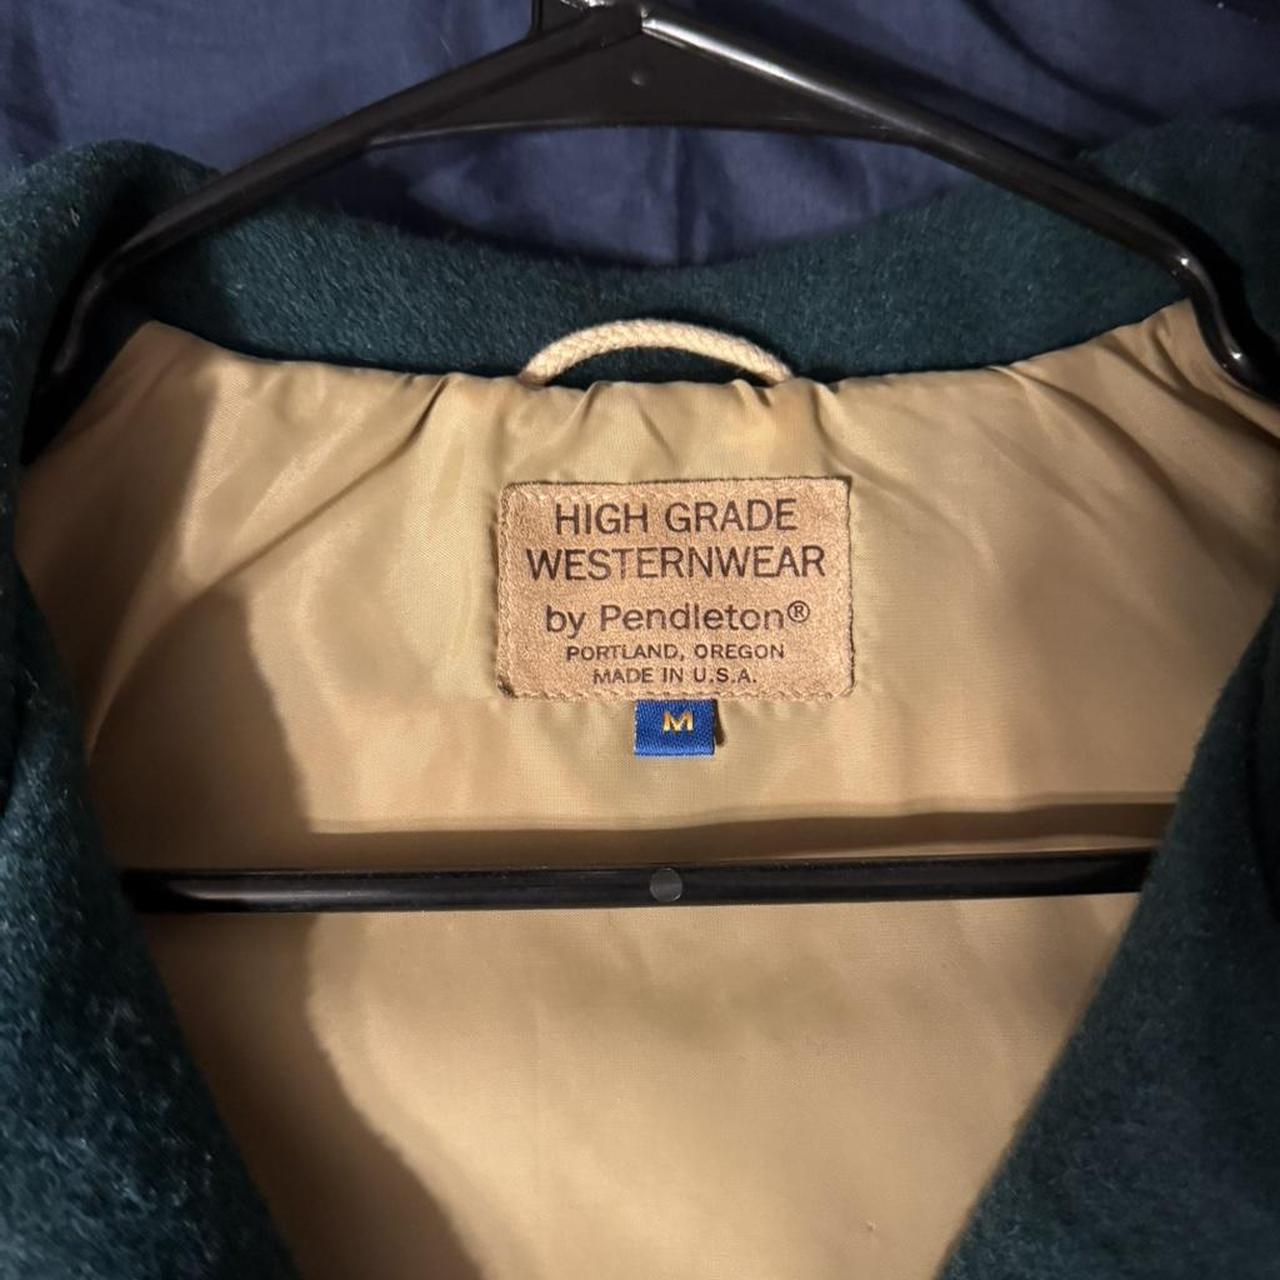 HIGH GRADE
WESTERNWEAR
by Pendleton®
PORTLAND, OREGON
MADE IN U.S.A.
M